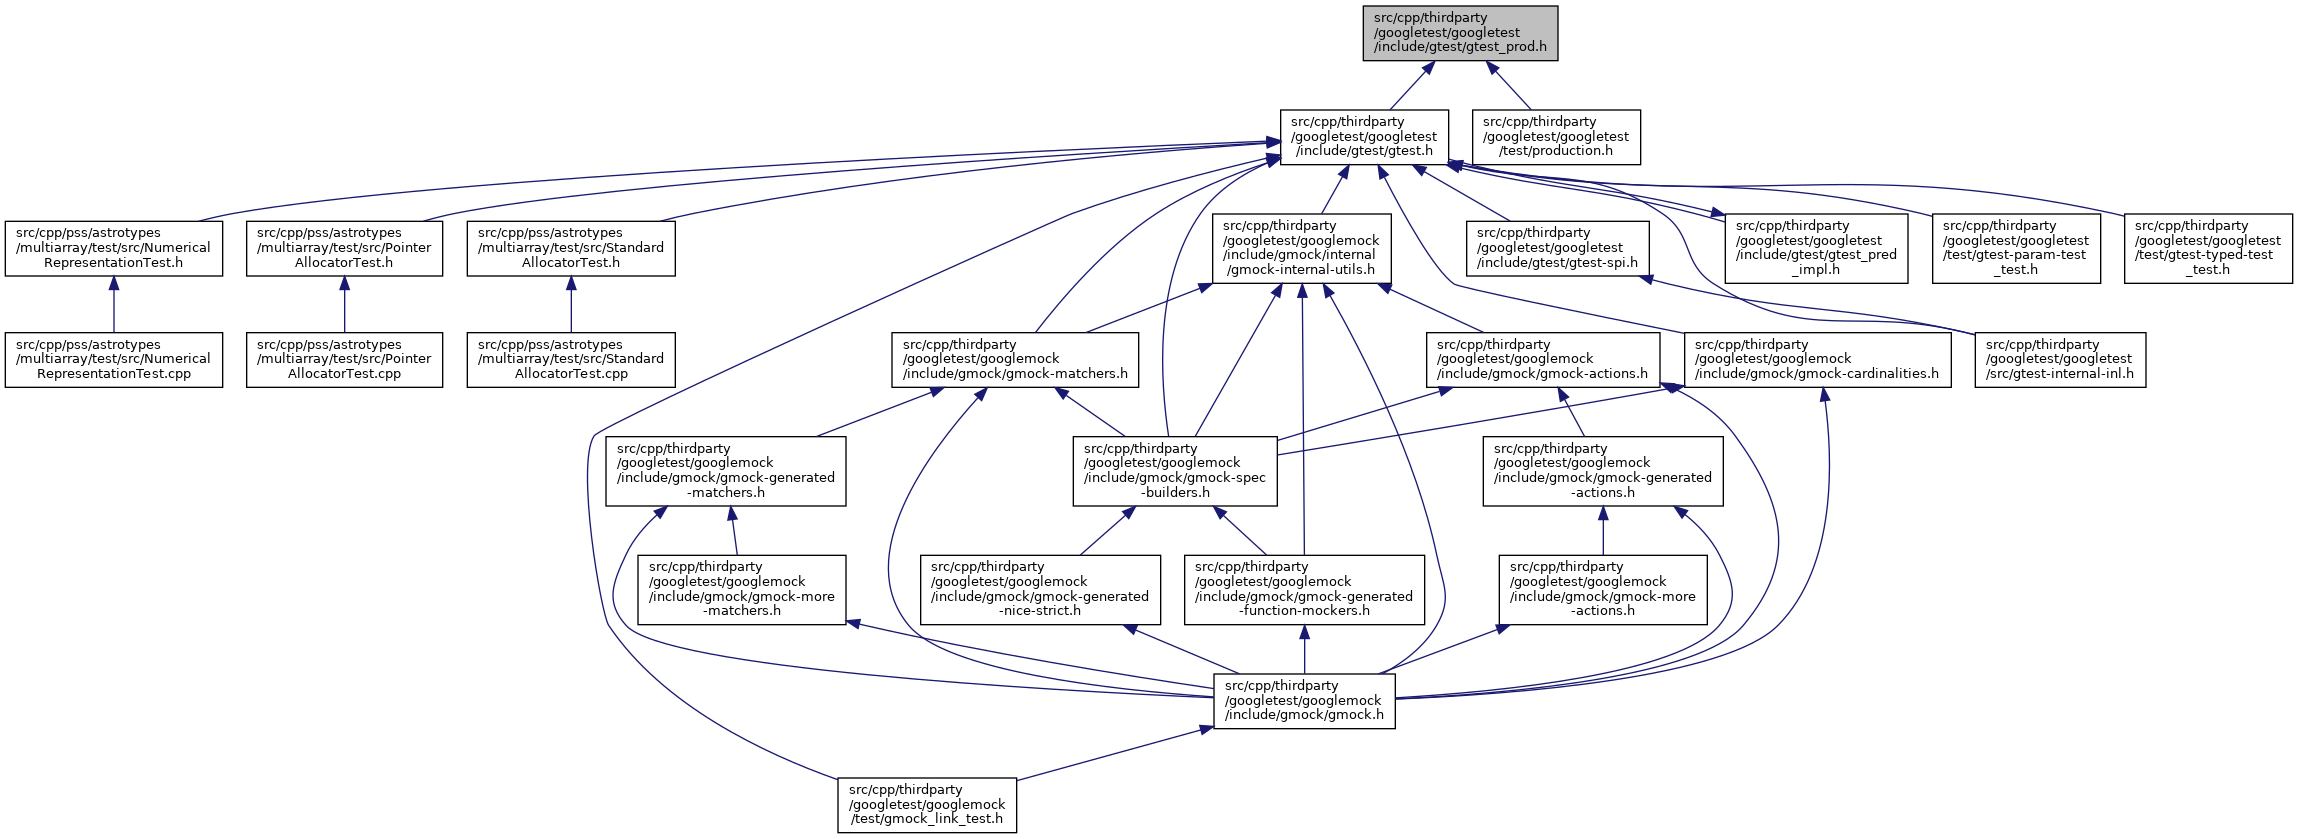 src/cpp/thirdparty
/googletest/googletest
/include/gtest/gtest_prod.h
src/cpp/thirdparty
/googletest/googletest
/include/gtest/gtest.h
src/cpp/thirdparty
/googletest/googletest
/test/production.h
src/cpp/pss/astrotypes
/multiarray/test/src/Numerical
RepresentationTest.h
src/cpp/pss/astrotypes
/multiarray/test/src/Pointer
AllocatorTest.h
src/cpp/pss/astrotypes
/multiarray/test/src/Standard
AllocatorTest.h
src/cpp/thirdparty
/googletest/googlemock
/include/gmock/internal
/gmock-internal-utils.h
src/cpp/thirdparty
/googletest/googletest
/include/gtest/gtest-spi.h
src/cpp/thirdparty
/googletest/googletest
/include/gtest/gtest_pred
_impl.h
src/cpp/thirdparty
/googletest/googletest
/test/gtest-param-test
_test.h
src/cpp/thirdparty
/googletest/googletest
/test/gtest-typed-test
_test.h
src/cpp/pss/astrotypes
/multiarray/test/src/Numerical
RepresentationTest.cpp
src/cpp/pss/astrotypes
/multiarray/test/src/Pointer
AllocatorTest.cpp
src/cpp/pss/astrotypes
/multiarray/test/src/Standard
AllocatorTest.cpp
src/cpp/thirdparty
/googletest/googlemock
/include/gmock/gmock-matchers.h
src/cpp/thirdparty
/googletest/googlemock
/include/gmock/gmock-actions.h
src/cpp/thirdparty
/googletest/googlemock
/include/gmock/gmock-cardinalities.h
src/cpp/thirdparty
/googletest/googletest
/src/gtest-internal-inl.h
src/cpp/thirdparty
/googletest/googlemock
/include/gmock/gmock-generated
-matchers.h
src/cpp/thirdparty
/googletest/googlemock
/include/gmock/gmock-spec
-builders.h
src/cpp/thirdparty
/googletest/googlemock
/include/gmock/gmock-generated
-actions.h
src/cpp/thirdparty
/googletest/googlemock
/include/gmock/gmock-more
-matchers.h
src/cpp/thirdparty
/googletest/googlemock
/include/gmock/gmock-generated
-nice-strict.h
src/cpp/thirdparty
/googletest/googlemock
/include/gmock/gmock-generated
-function-mockers.h
src/cpp/thirdparty
/googletest/googlemock
/include/gmock/gmock-more
-actions.h
src/cpp/thirdparty
/googletest/googlemock
/include/gmock/gmock.h
src/cpp/thirdparty
/googletest/googlemock
/test/gmock_link_test.h